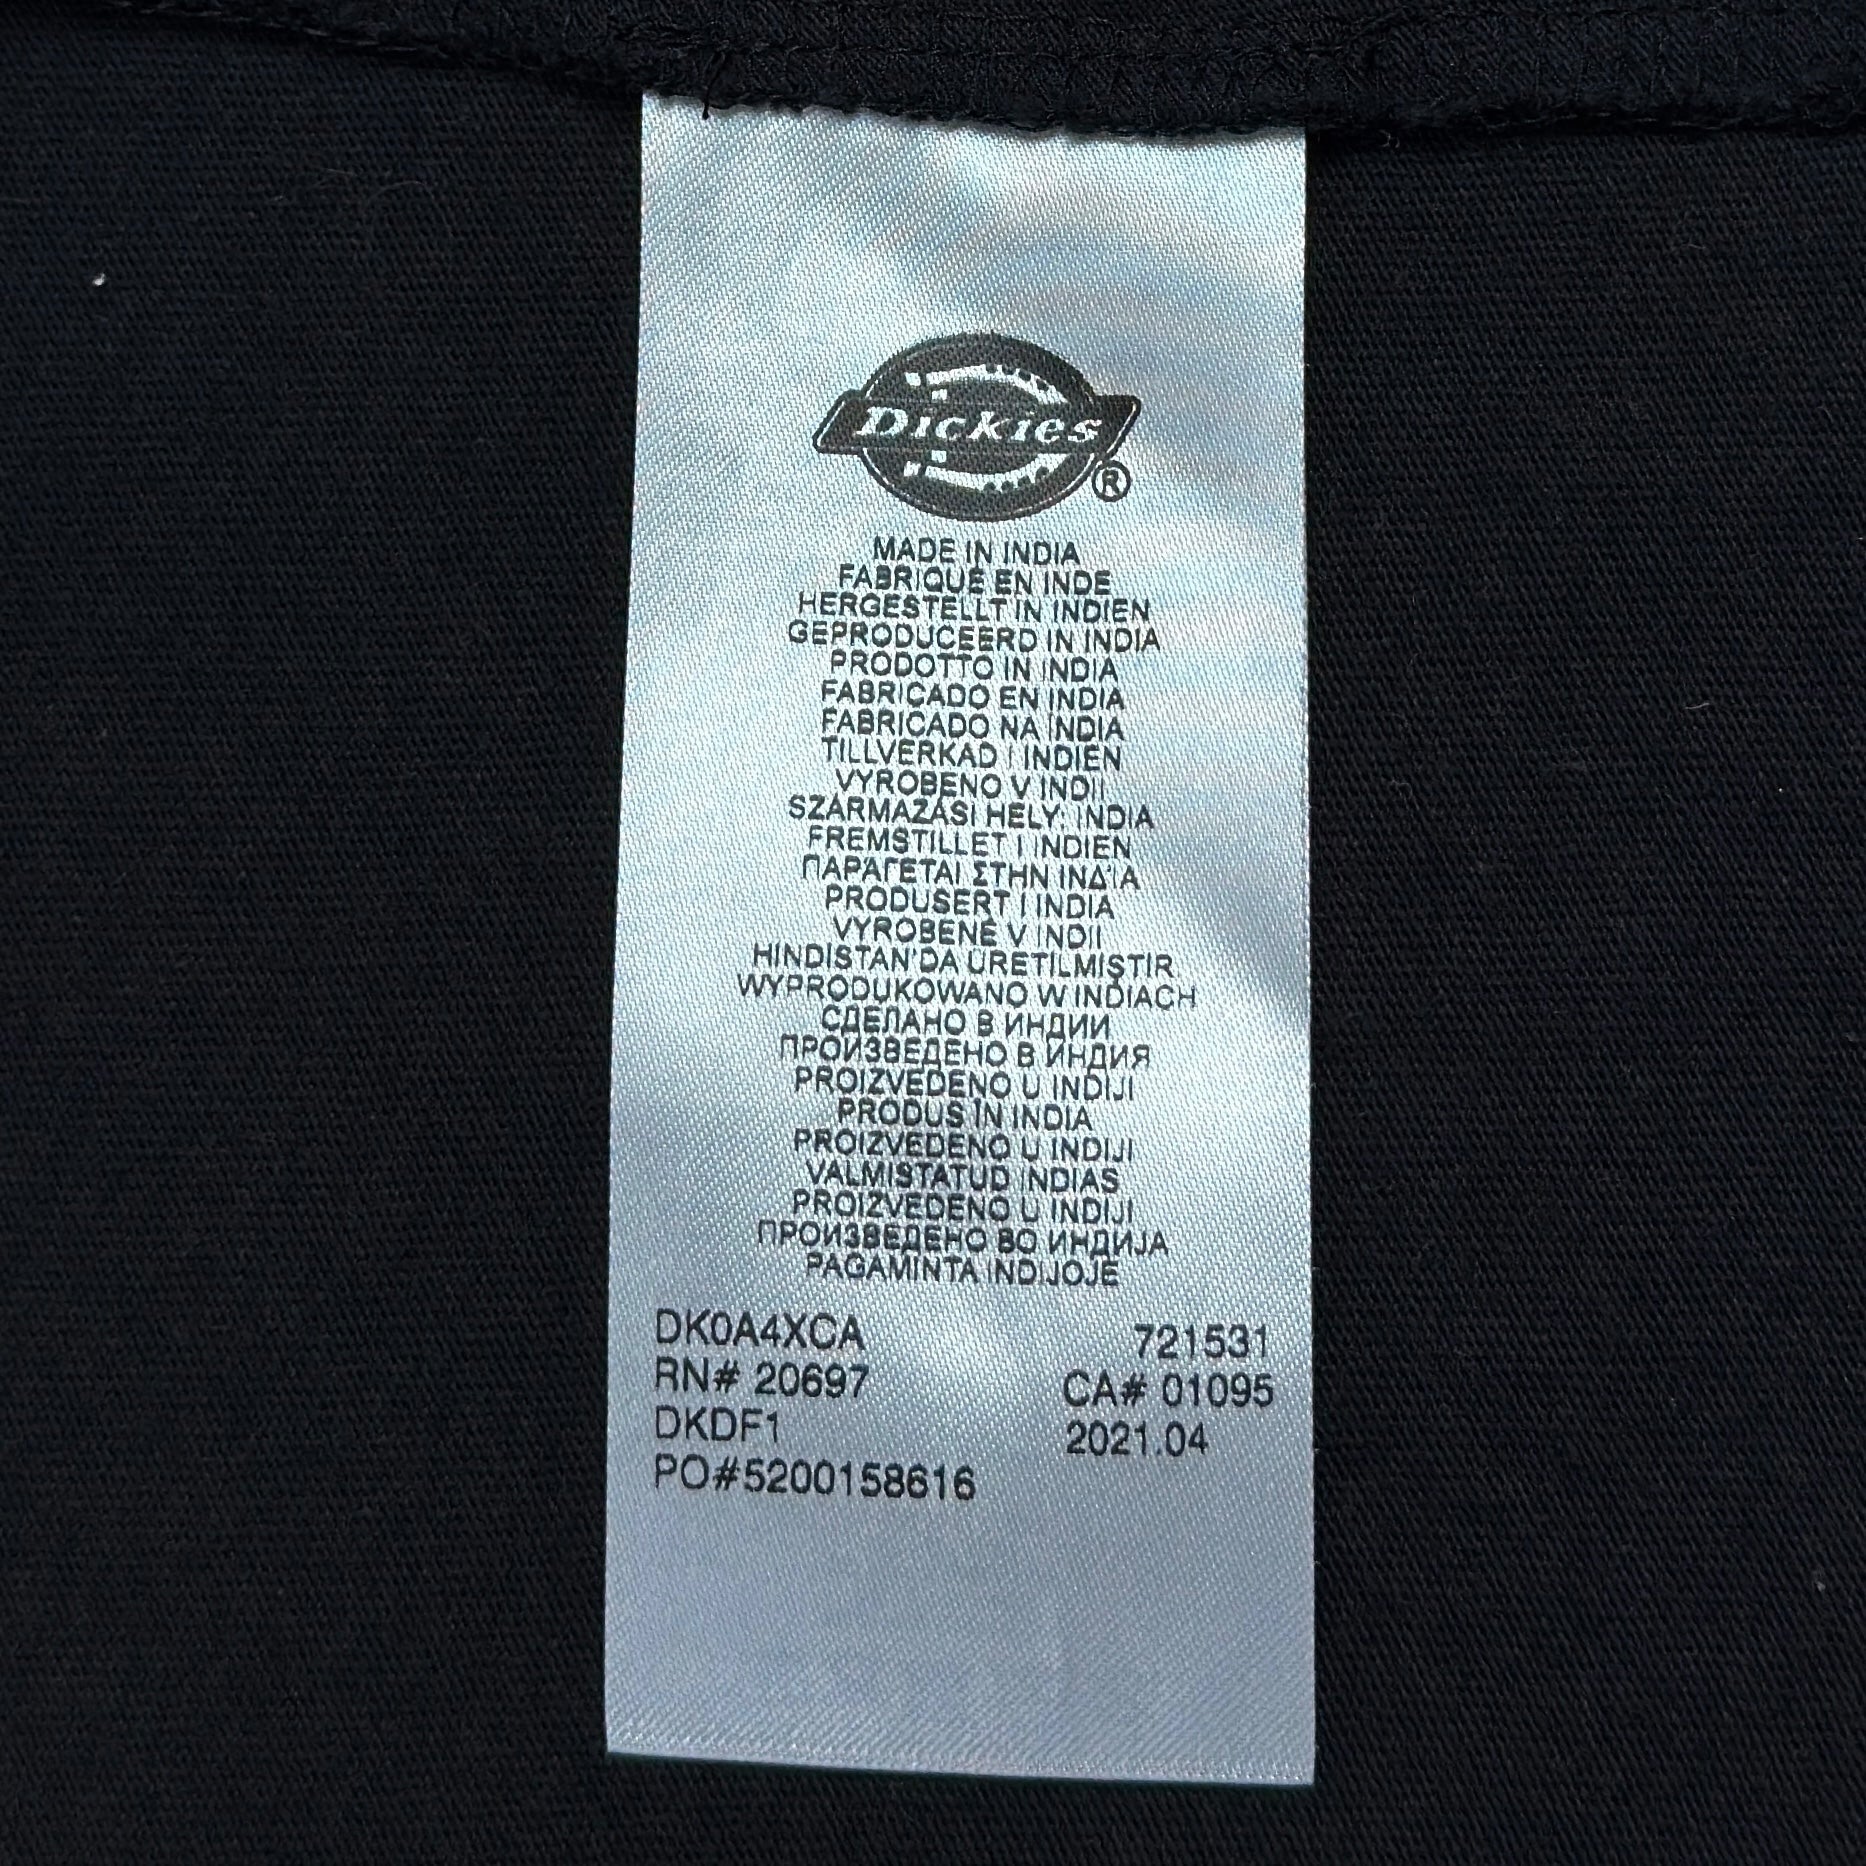 Dickies
®
MADE IN INDIA
FABRIQUÉ EN INDE
HERGESTELLT IN INDIEN
GEPRODUCEERD IN INDIA
PRODOTTO IN INDIA
FABRICADO EN INDIA
FABRICADO NA ÍNDIA
TILLVERKAD I INDIEN
VYROBENO V INDII
SZÁRMAZÁSI HELY: INDIA
FREMSTILLET I INDIEN
ΠΑΡΑΓΕΤΑΙ ΣΤΗΝ ΙΝΔΊΑ
PRODUSERT I INDIA
VYROBENÉ V INDII
HINDISTAN'DA ÜRETILMIŞTIR.
WYPRODUKOWANO W INDIACH
СДЕЛАНО В ИНДИИ
ПРОИЗВЕДЕНО В ИНДИЯ
PROIZVEDENO U INDIJI
PRODUS ÎN INDIA
PROIZVEDENO U INDIJI
VALMISTATUD INDIAS
PROIZVEDENO U INDIJI
ПРОИЗВЕДЕНО ВО ИНДИЈА
PAGAMINTA INDIJOJE
DK0A4XCA 721531
RN# 20697 CA# 01095
DKDF1 2021.04
PO#5200158616